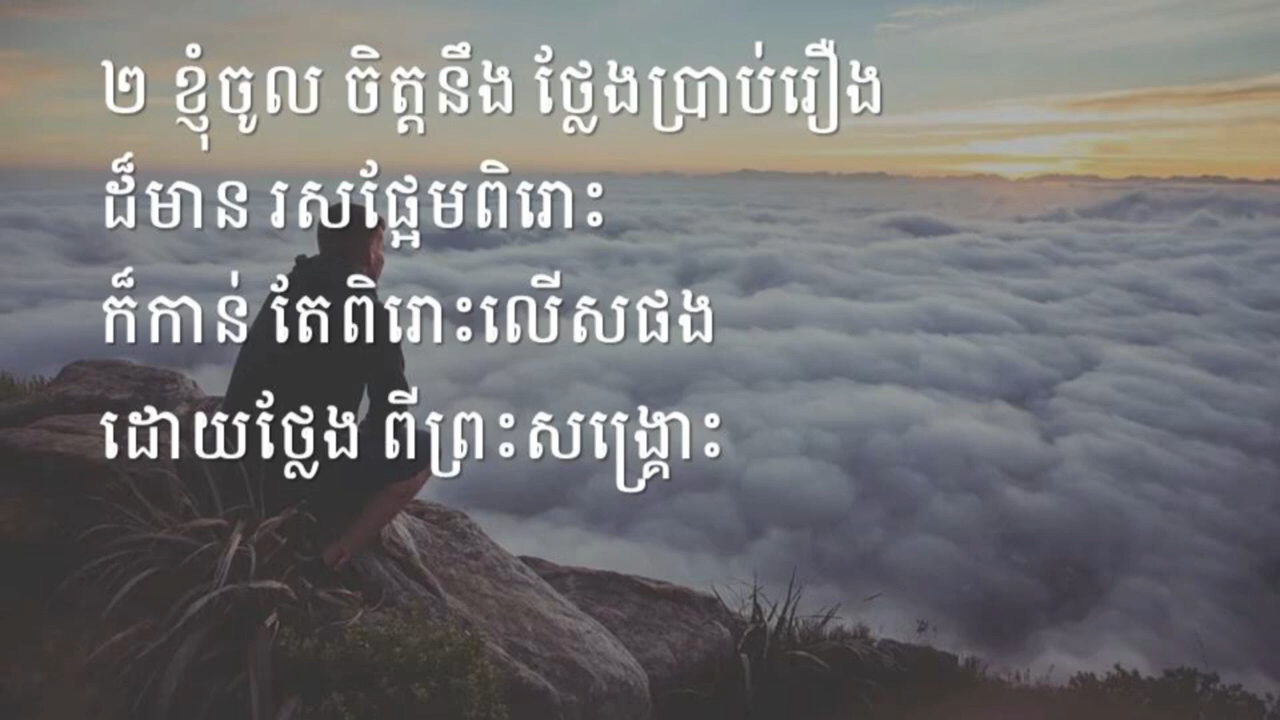 ២ ខ្ញុំចូល ចិត្តនឹង ថ្លែងប្រាប់រឿង
ដ៏មាន រសផ្អែមពិរោះ
ក៏កាន់ តែពិរោះលើសផង
ដោយថ្លែង ពីព្រះសង្គ្រោះ